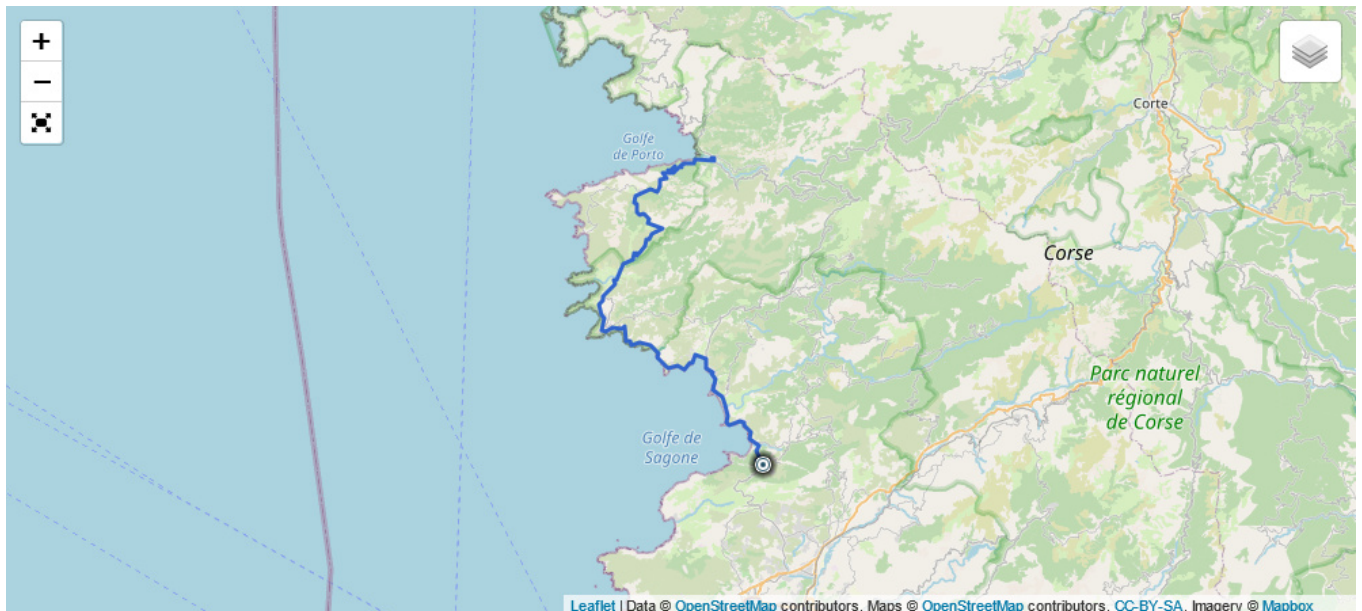 +
−
Corte
Golfe
de Porto
Corse
Parc naturel
régional
de Corse
Golfe de
Sagone
Leaflet | Data © OpenStreetMap contributors, Maps © OpenStreetMap contributors, CC-BY-SA, Imagery © Mapbox